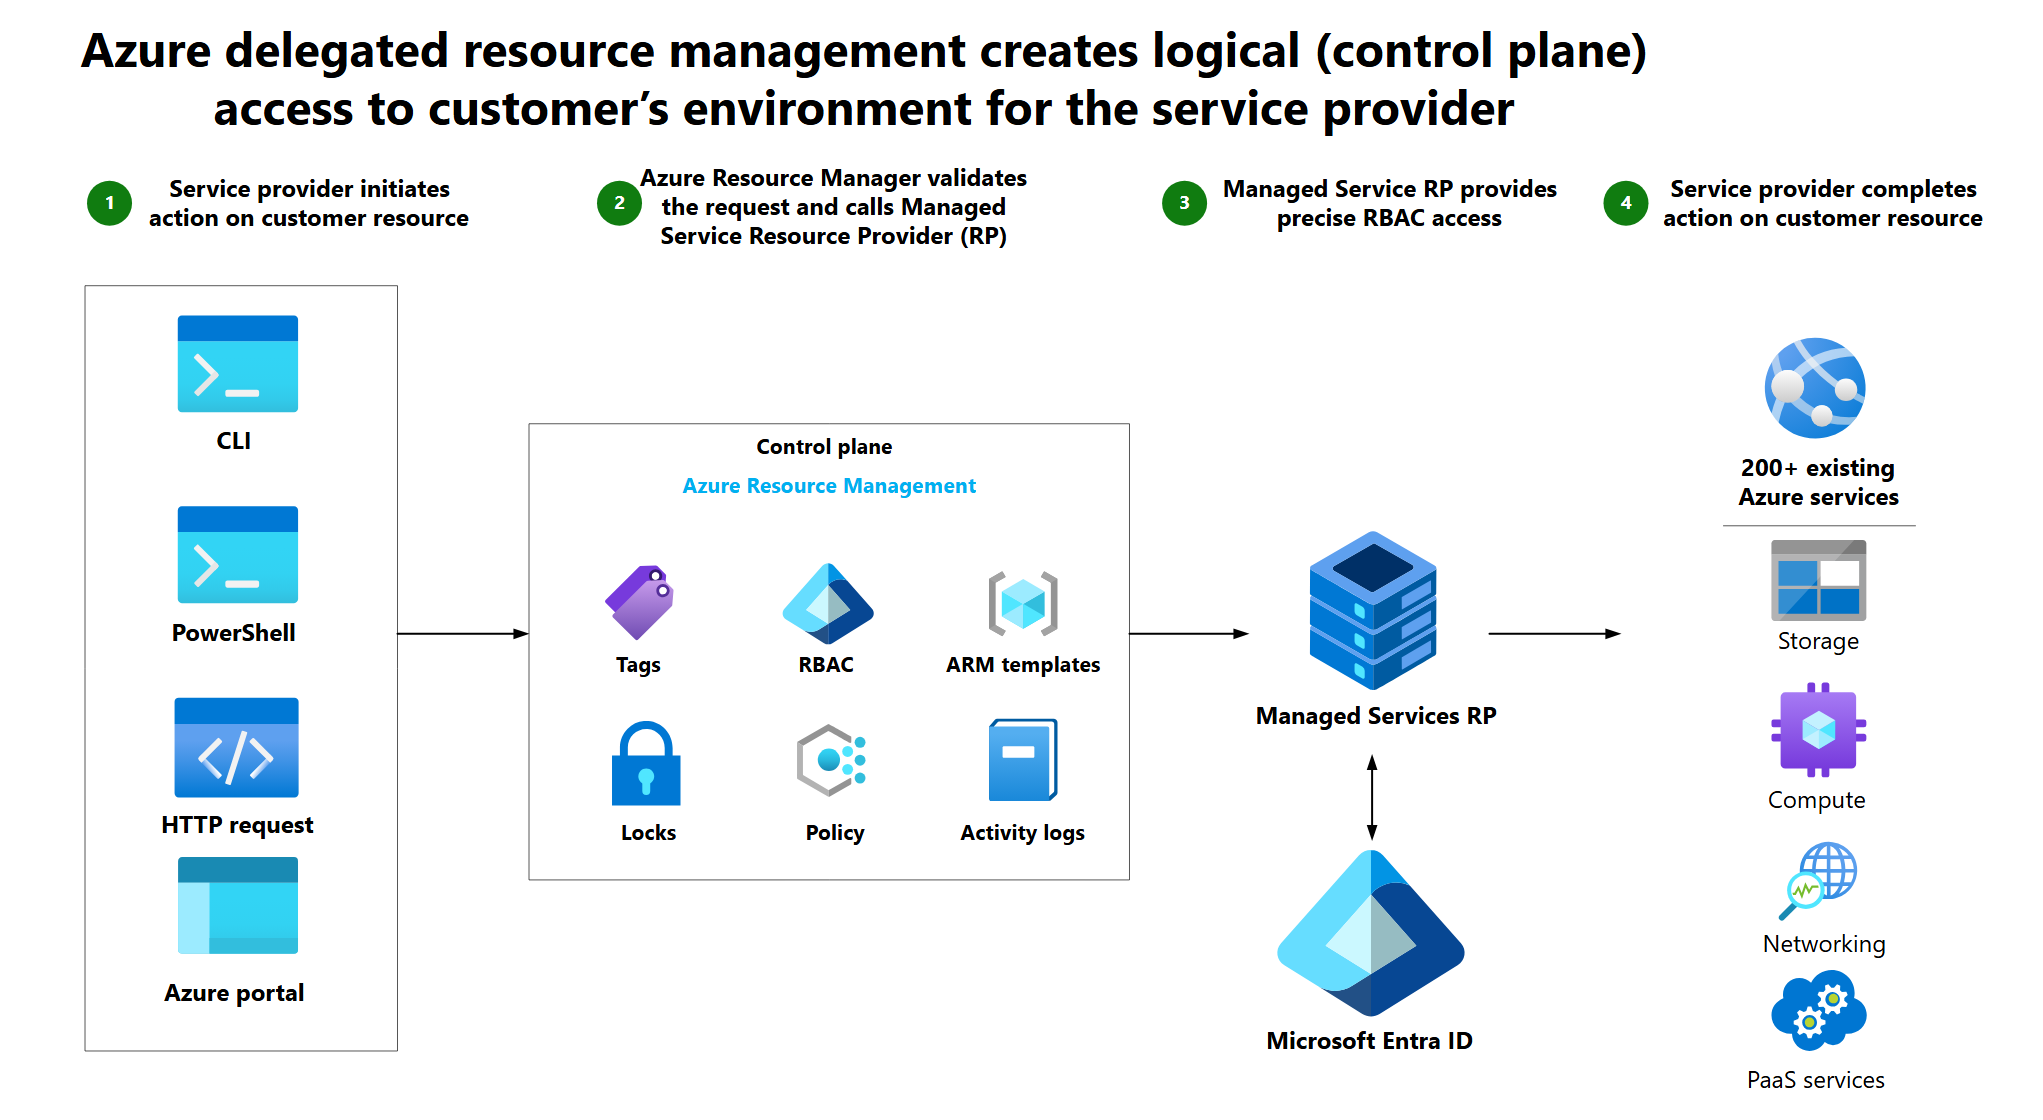 Azure delegated resource management creates logical (control plane)
access to customer’s environment for the service provider
1
Service provider initiates
action on customer resource
2
Azure Resource Manager validates
the request and calls Managed
Service Resource Provider (RP)
3
Managed Service RP provides
precise RBAC access
4
Service provider completes
action on customer resource
CLI
PowerShell
HTTP request
Azure portal
Control plane
Azure Resource Management
Tags
RBAC
ARM templates
Locks
Policy
Activity logs
Managed Services RP
Microsoft Entra ID
200+ existing
Azure services
Storage
Compute
Networking
PaaS services